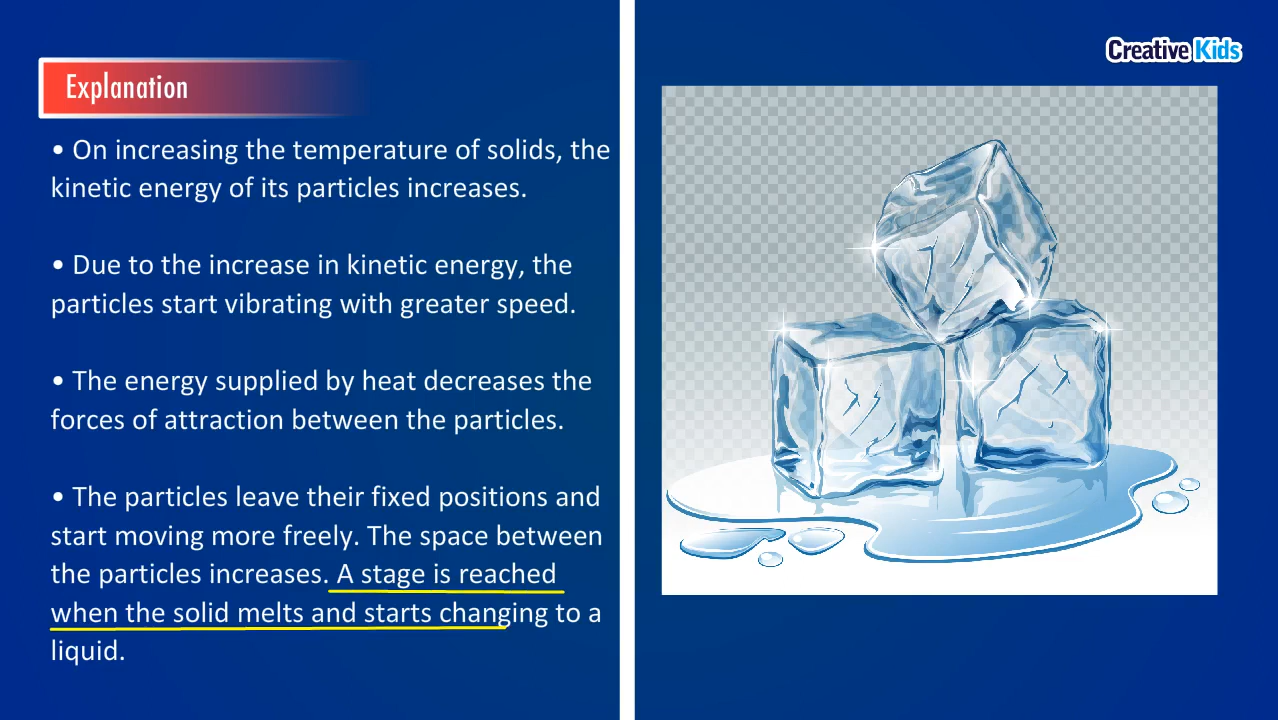 Creative Kids
Explanation
• On increasing the temperature of solids, the
kinetic energy of its particles increases.
• Due to the increase in kinetic energy, the
particles start vibrating with greater speed.
• The energy supplied by heat decreases the
forces of attraction between the particles.
• The particles leave their fixed positions and
start moving more freely. The space between
the particles increases. A stage is reached
when the solid melts and starts changing to a
liquid.